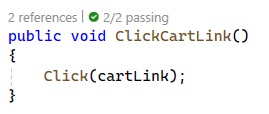 2 references | 2/2 passing
public void ClickCartLink()
{
    Click(cartLink);
}